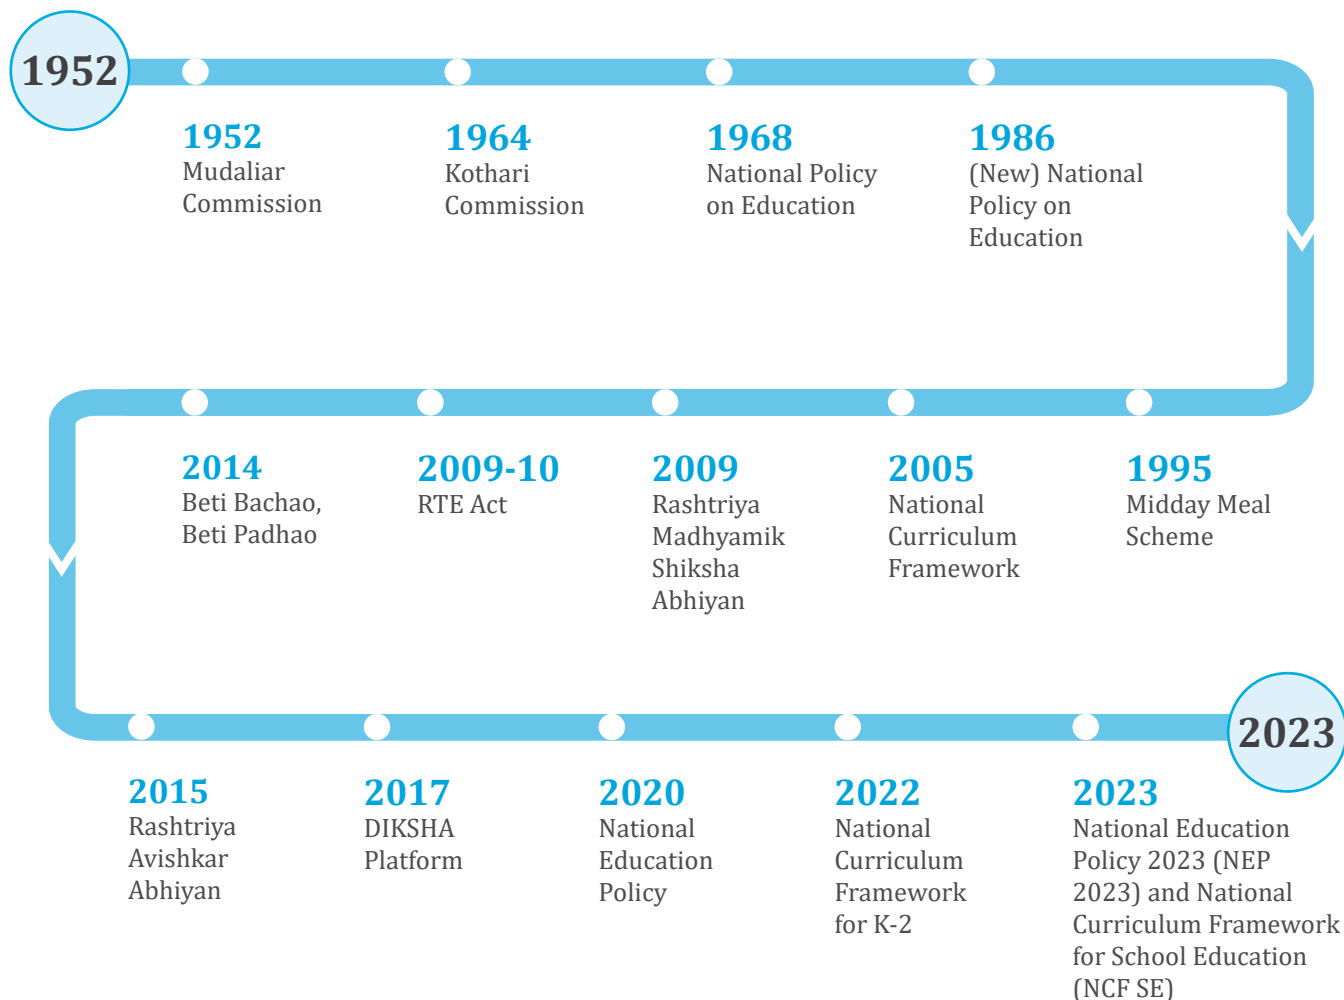 1952
1952
Mudaliar
Commission
1964
Kothari
Commission
1968
National Policy
on Education
1986
(New) National
Policy on
Education
2014
Beti Bachao,
Beti Padhao
2009-10
RTE Act
2009
Rashtriya
Madhyamik
Shiksha
Abhiyan
2005
National
Curriculum
Framework
1995
Midday Meal
Scheme
2023
2015
Rashtriya
Avishkar
Abhiyan
2017
DIKSHA
Platform
2020
National
Education
Policy
2022
National
Curriculum
Framework
for K-2
2023
National Education
Policy 2023 (NEP
2023) and National
Curriculum Framework
for School Education
(NCF SE)